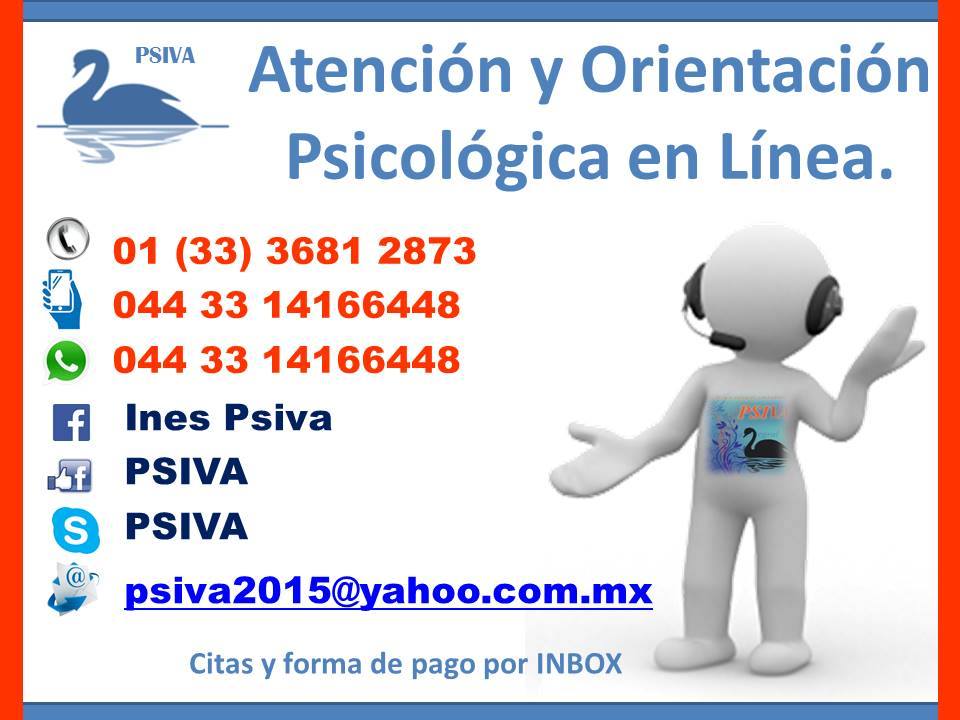 PSIVA
Atención y Orientación
Psicológica en Línea.
01 (33) 3681 2873
044 33 14166448
044 33 14166448
Ines Psiva
PSIVA
PSIVA
psiva2015@yahoo.com.mx
PSIVA
Citas y forma de pago por INBOX